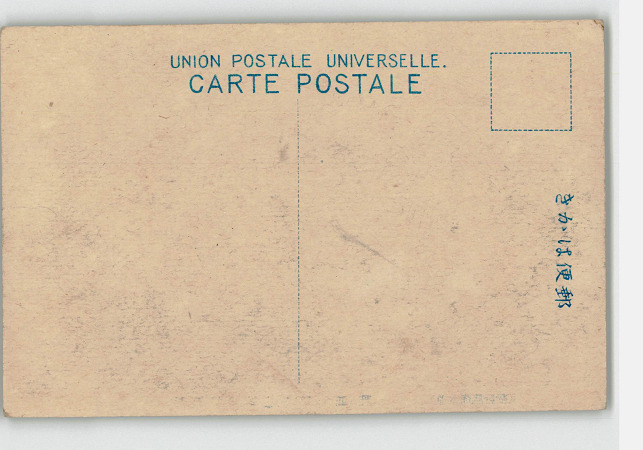 UNION POSTALE UNIVERSELLE.
CARTE POSTALE
きかは便郵